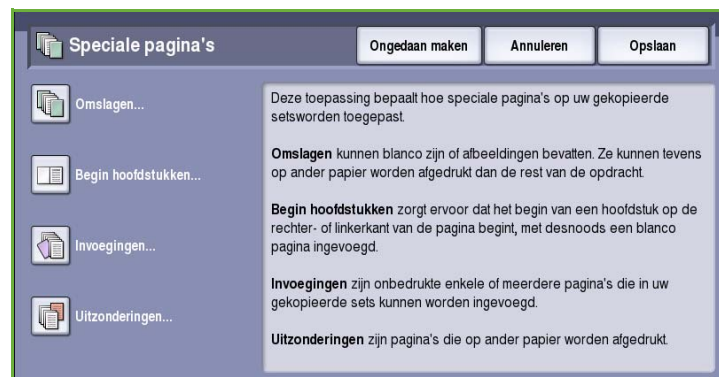 Speciale pagina's
Ongedaan maken
Annuleren
Opslaan
Omslagen...
Begin hoofdstukken...
Invoegingen...
Uitzonderingen...
Deze toepassing bepaalt hoe speciale pagina's op uw gekopieerde
setsworden toegepast.
Omslagen kunnen blanco zijn of afbeeldingen bevatten. Ze kunnen tevens
op ander papier worden afgedrukt dan de rest van de opdracht.
Begin hoofdstukken zorgt ervoor dat het begin van een hoofdstuk op de
rechter- of linkerkant van de pagina begint, met desnoods een blanco
pagina ingevoegd.
Invoegingen zijn onbedrukte enkele of meerdere pagina's die in uw
gekopieerde sets kunnen worden ingevoegd.
Uitzonderingen zijn pagina's die op ander papier worden afgedrukt.